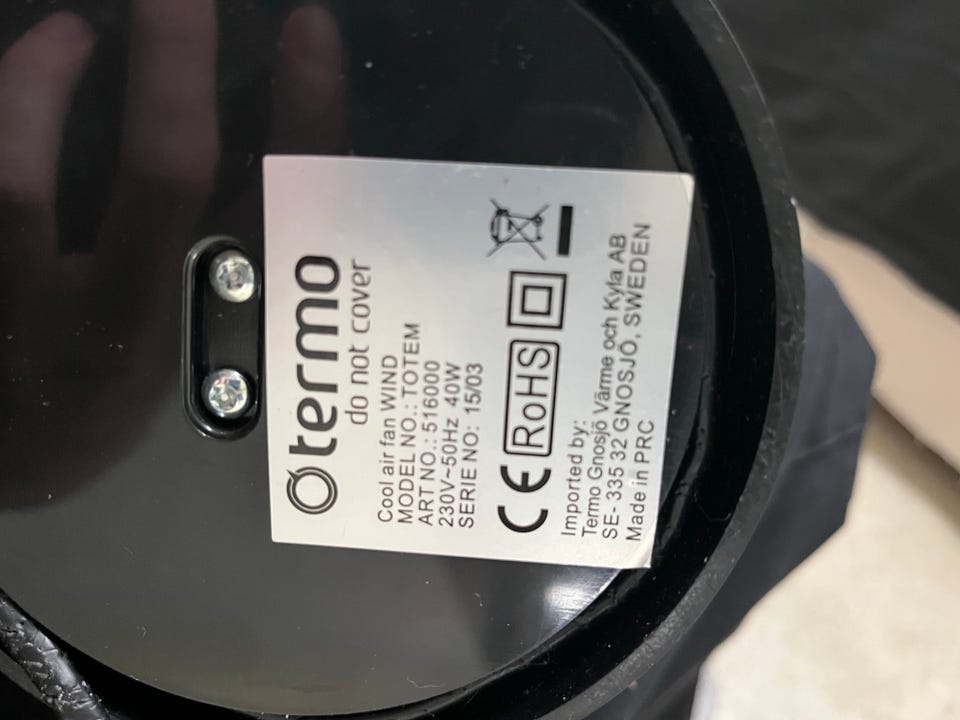 termo
do not cover
Cool air fan WIND
MODEL NO.: TOTEM
ART NO.: 516000
230V~50Hz 40W
SERIE NO: 15/03
CE RoHS
Imported by:
Termo Gnosjö Värme och Kyla AB
SE- 335 32 GNOSJÖ, SWEDEN
Made in PRC